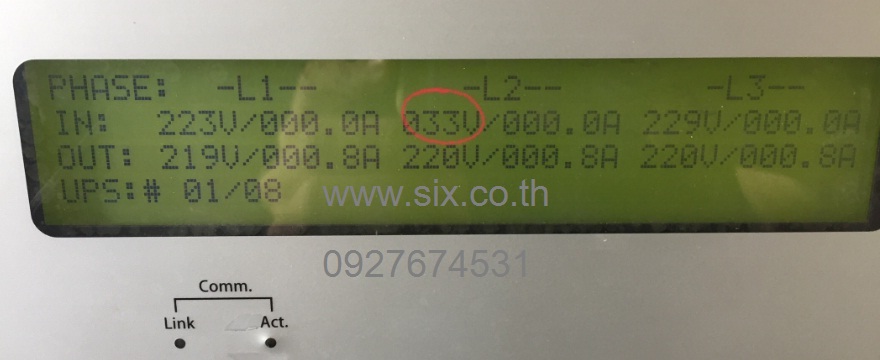 PHASE: -L1-- -L2-- -L3--
IN: 223V/000.0A 033V/000.0A 229V/000.0A
OUT: 219V/000.8A 220V/000.8A 220V/000.8A
UPS:# 01/08
www.six.co.th
0927674531
Comm.
Link Act.